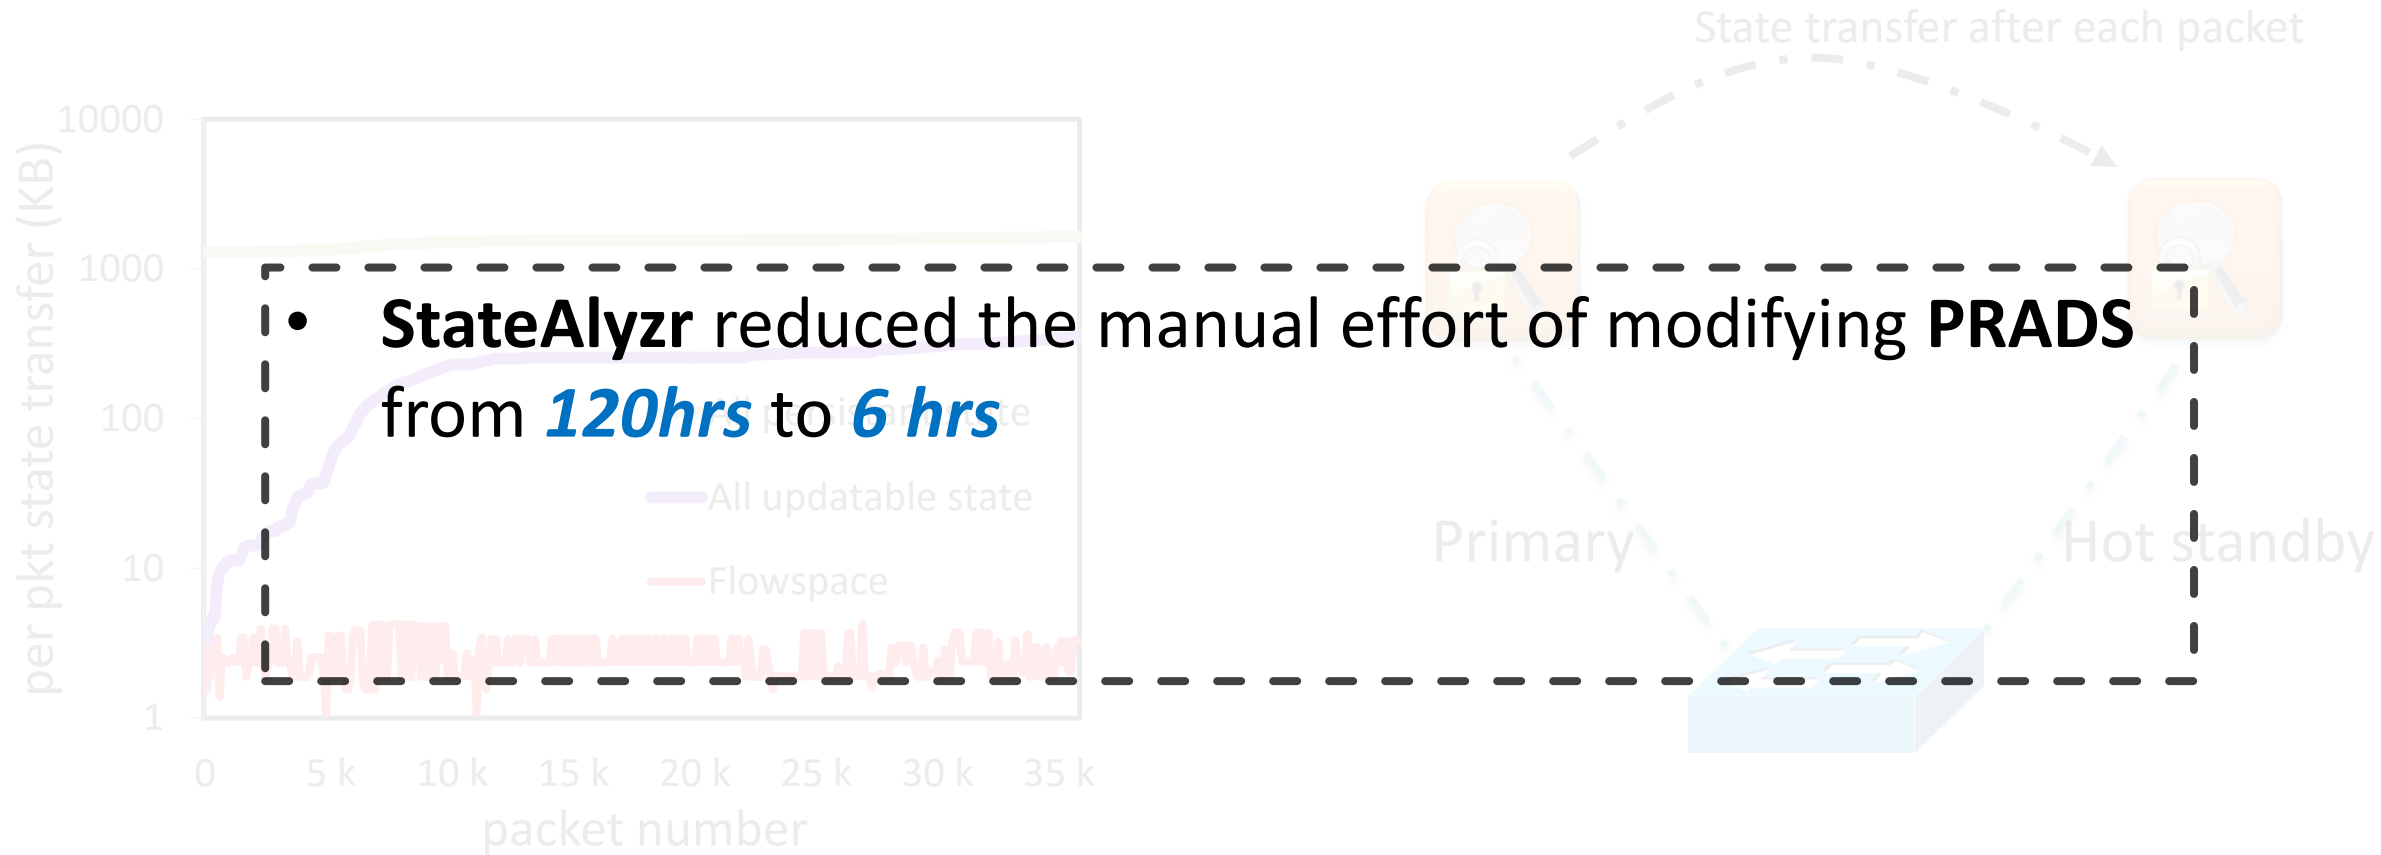 State transfer after each packet
10000
1000
100
10
1
per pkt state transfer (KB)
• StateAlyzr reduced the manual effort of modifying PRADS
from 120hrs to 6 hrs
All updatable state
Flowspace
Primary
Hot standby
0 5 k 10 k 15 k 20 k 25 k 30 k 35 k
packet number